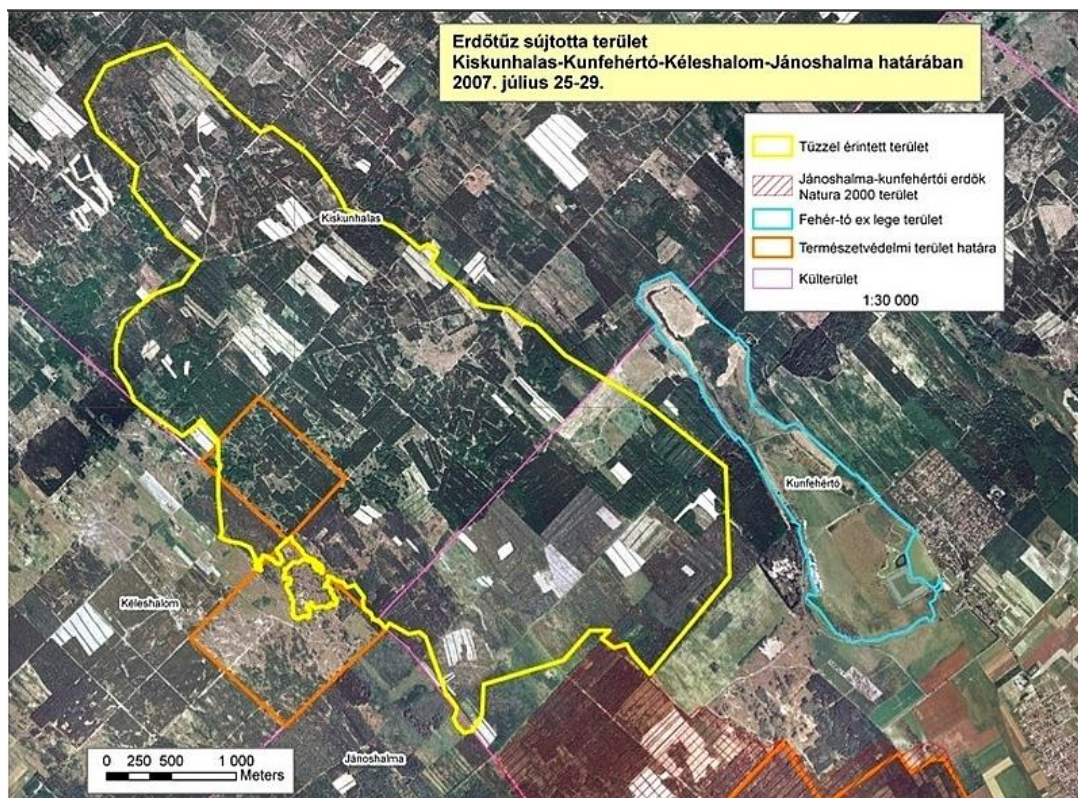 Erdőtűz sújtotta terület
Kiskunhalas-Kunfehértó-Kéleshalom-Jánoshalma határában
2007. július 25-29.
Tűzzel érintett terület
Jánoshalma-kunfehértói erdők
Natura 2000 terület
Fehér-tó ex lege terület
Természetvédelmi terület határa
Külterület
1:30 000
Kiskunhalas
Kunfehértó
Kéleshalom
Jánoshalma
0 250 500 1 000
Meters